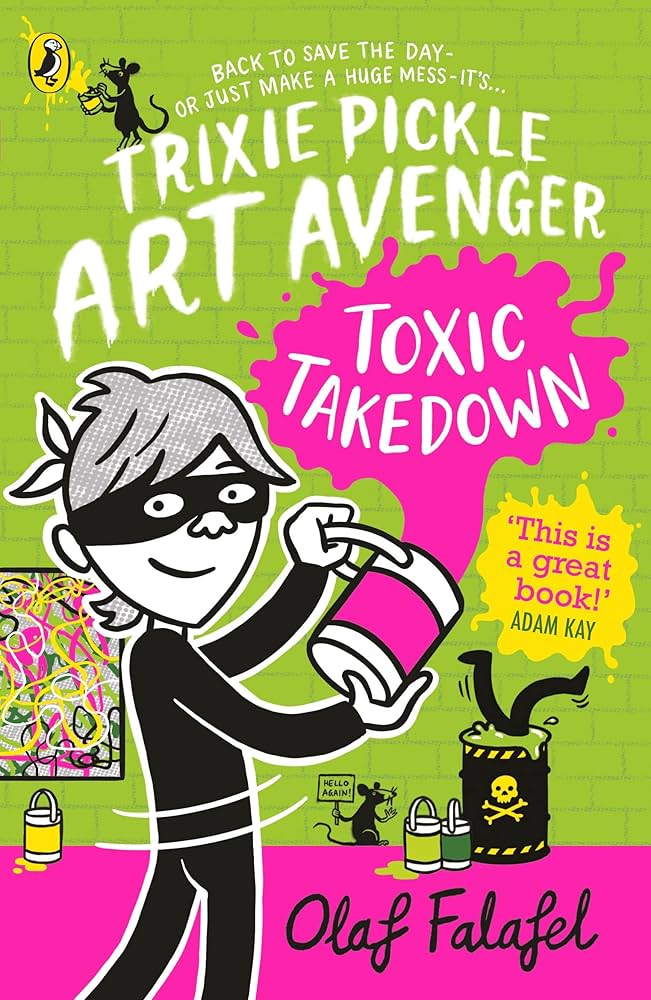 BACK TO SAVE THE DAY-
OR JUST MAKE A HUGE MESS-IT'S...
TRIXIE PICKLE
ART AVENGER
TOXIC
TAKEDOWN
'This is
a great
book!'
ADAM KAY
HELLO
AGAIN!
Olaf Falafel